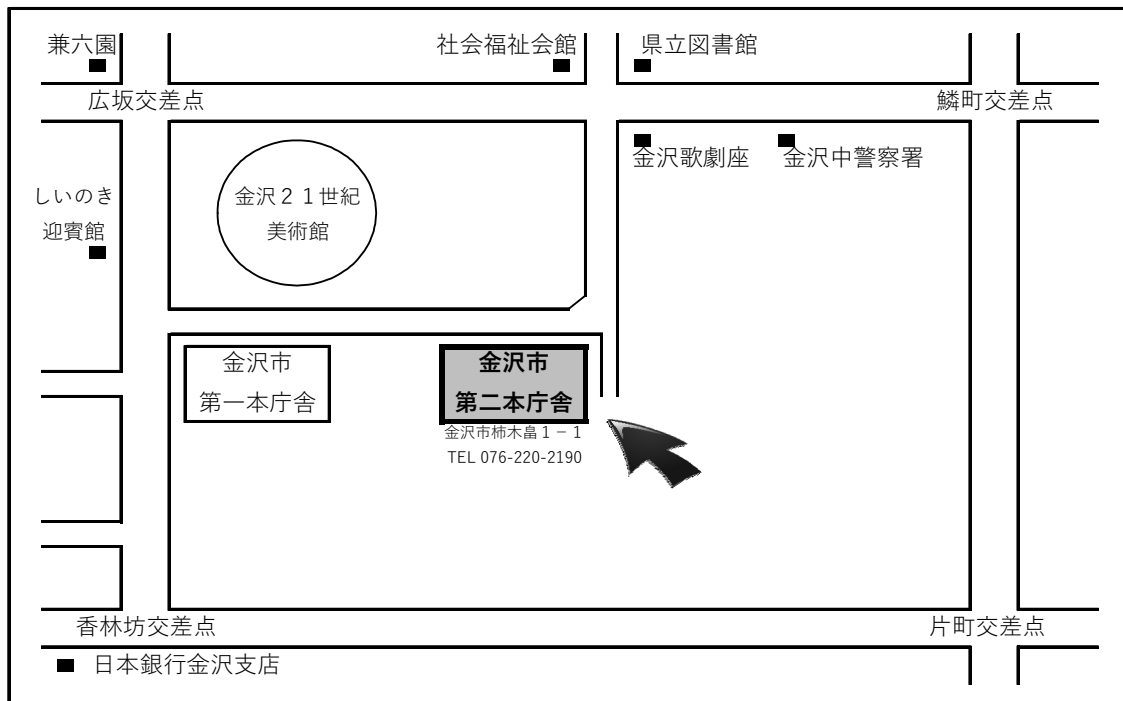 兼六園
社会福祉会館
県立図書館
広坂交差点
鱗町交差点
金沢歌劇座
金沢中警察署
しいのき
迎賓館
金沢２１世紀
美術館
金沢市
第一本庁舎
金沢市
第二本庁舎
金沢市柿木畠１－１
TEL 076-220-2190
香林坊交差点
片町交差点
日本銀行金沢支店